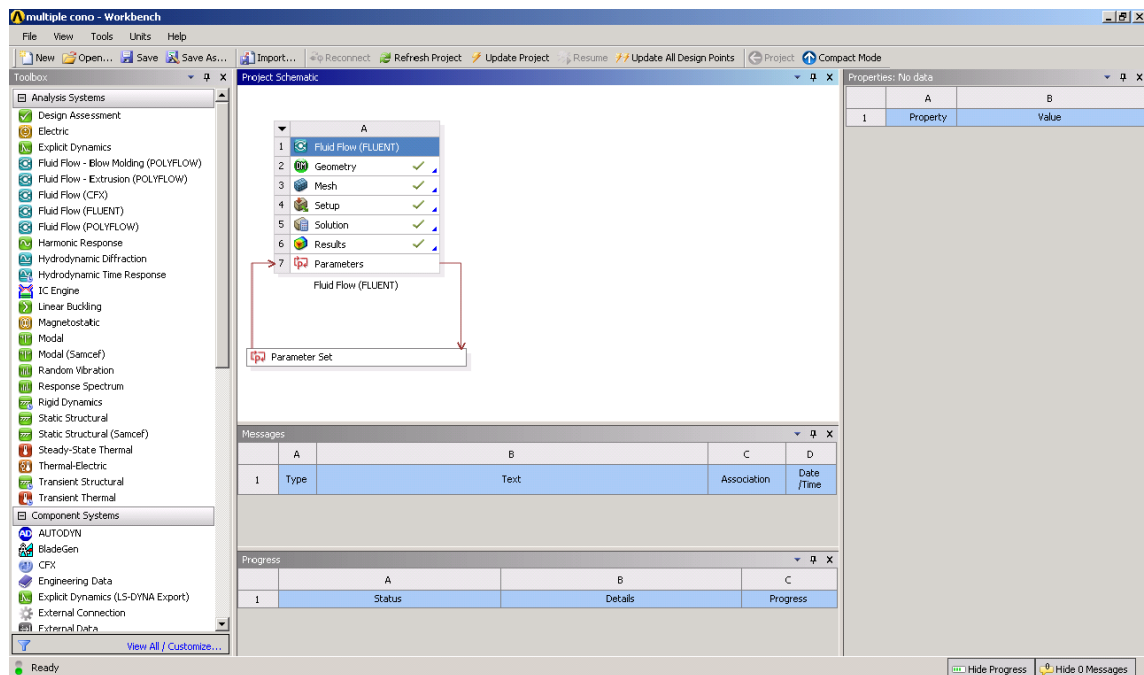 multiple cono - Workbench
File View Tools Units Help
New Open... Save Save As... Import... Reconnect Refresh Project Update Project Resume Update All Design Points Project Compact Mode
Toolbox
Analysis Systems
Design Assessment
Electric
Explicit Dynamics
Fluid Flow - Blow Molding (POLYFLOW)
Fluid Flow - Extrusion (POLYFLOW)
Fluid Flow (CFX)
Fluid Flow (FLUENT)
Fluid Flow (POLYFLOW)
Harmonic Response
Hydrodynamic Diffraction
Hydrodynamic Time Response
IC Engine
Linear Buckling
Magnetostatic
Modal
Modal (Samcef)
Random Vibration
Response Spectrum
Rigid Dynamics
Static Structural
Static Structural (Samcef)
Steady-State Thermal
Thermal-Electric
Transient Structural
Transient Thermal
Component Systems
AUTODYN
BladeGen
CFX
Engineering Data
Explicit Dynamics (LS-DYNA Export)
External Connection
External Data
View All / Customize...
Project Schematic
A
1 Fluid Flow (FLUENT)
2 Geometry
3 Mesh
4 Setup
5 Solution
6 Results
7 Parameters
Fluid Flow (FLUENT)
Parameter Set
Messages
A B C D
1 Type Text Association Date
/Time
Progress
A B C
1 Status Details Progress
Properties: No data
A B
1 Property Value
Ready
Hide Progress Hide 0 Messages